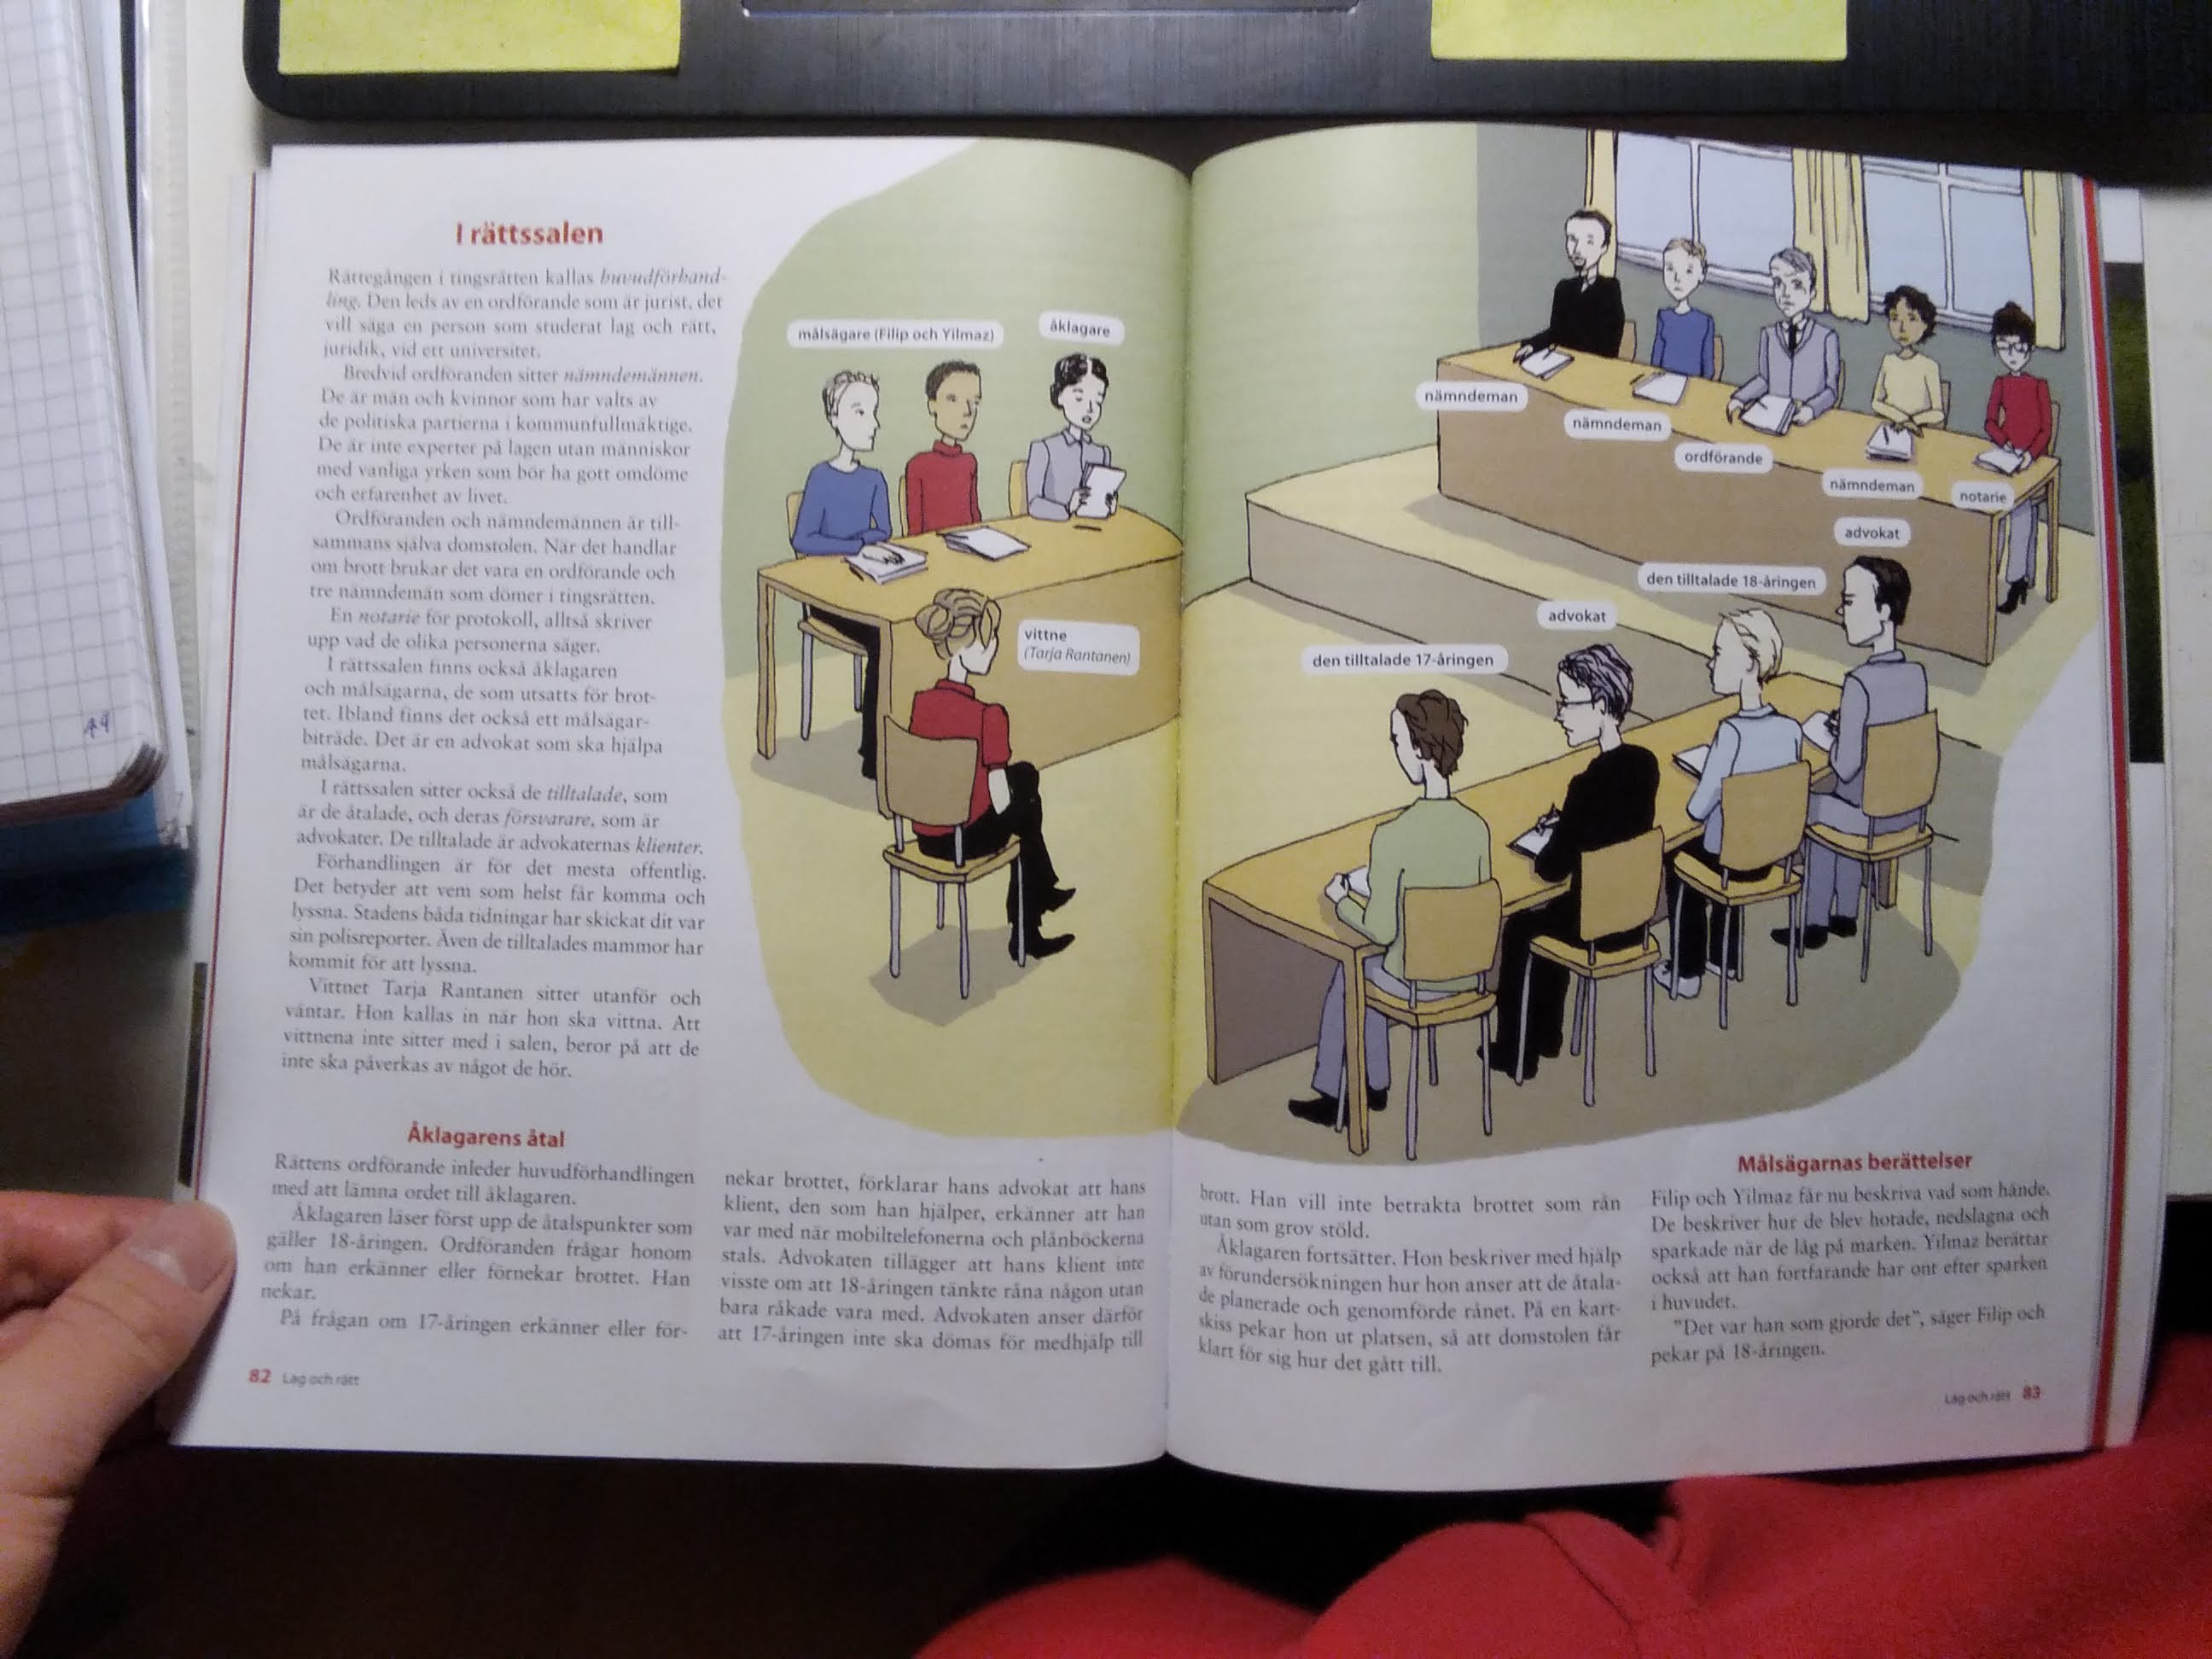 I rättssalen
Rättegången i tingsrätten kallas huvudförhand-
ling. Den leds av en ordförande som är jurist, det
vill säga en person som studerat lag och rätt,
juridik, vid ett universitet.
Bredvid ordföranden sitter nämndemännen.
De är män och kvinnor som har valts av
de politiska partierna i kommunfullmäktige.
De är inte experter på lagen utan människor
med vanliga yrken som bör ha gott omdöme
och erfarenhet av livet.
Ordföranden och nämndemännen är till-
sammans själva domstolen. När det handlar
om brott brukar det vara en ordförande och
tre nämndemän som dömer i tingsrätten.
En notarie för protokoll, alltså skriver
upp vad de olika personerna säger.
I rättssalen finns också åklagaren
och målsägarna, de som utsatts för brot-
tet. Ibland finns det också ett målsägar-
biträde. Det är en advokat som ska hjälpa
målsägarna.
I rättssalen sitter också de tilltalade, som
är de åtalade, och deras försvarare, som är
advokater. De tilltalade är advokaternas klienter.
Förhandlingen är för det mesta offentlig.
Det betyder att vem som helst får komma och
lyssna. Stadens båda tidningar har skickat dit var
sin polisreporter. Även de tilltalades mammor har
kommit för att lyssna.
Vittnet Tarja Rantanen sitter utanför och
väntar. Hon kallas in när hon ska vittna. Att
vittnena inte sitter med i salen, beror på att de
inte ska påverkas av något de hör.
målsägare (Filip och Yilmaz)
åklagare
vittne
(Tarja Rantanen)
nämndeman
nämndeman
ordförande
nämndeman
notarie
advokat
den tilltalade 18-åringen
advokat
den tilltalade 17-åringen
Åklagarens åtal
Rättens ordförande inleder huvudförhandlingen
med att lämna ordet till åklagaren.
Åklagaren läser först upp de åtalspunkter som
gäller 18-åringen. Ordföranden frågar honom
om han erkänner eller förnekar brottet. Han
nekar.
På frågan om 17-åringen erkänner eller för-
nekar brottet, förklarar hans advokat att hans
klient, den som han hjälper, erkänner att han
var med när mobiltelefonerna och plånböckerna
stals. Advokaten tillägger att hans klient inte
visste om att 18-åringen tänkte råna någon utan
bara råkade vara med. Advokaten anser därför
att 17-åringen inte ska dömas för medhjälp till
brott. Han vill inte betrakta brottet som rån
utan som grov stöld.
Åklagaren fortsätter. Hon beskriver med hjälp
av förundersökningen hur hon anser att de åtala-
de planerade och genomförde rånet. På en kart-
skiss pekar hon ut platsen, så att domstolen får
klart för sig hur det gått till.
Målsägarnas berättelser
Filip och Yilmaz får nu beskriva vad som hände.
De beskriver hur de blev hotade, nedslagna och
sparkade när de låg på marken. Yilmaz berättar
också att han fortfarande har ont efter sparken
i huvudet.
"Det var han som gjorde det", säger Filip och
pekar på 18-åringen.
82 Lag och rätt
Lag och rätt 83